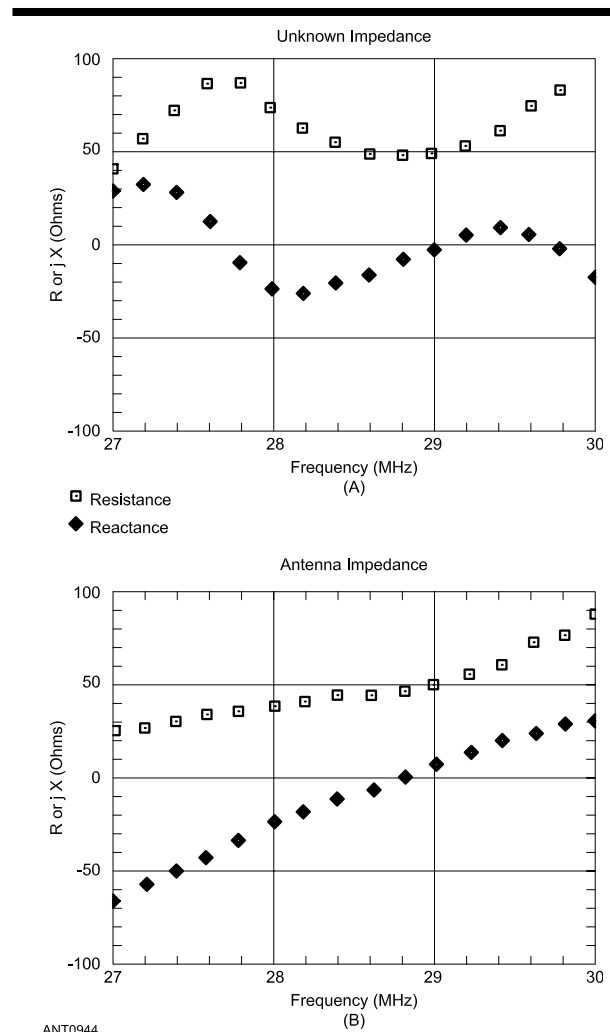 Unknown Impedance
100
50
0
-50
-100
R or j X (Ohms)
27 28 29 30
Frequency (MHz)
(A)
Resistance
Reactance
Antenna Impedance
100
50
0
-50
-100
R or j X (Ohms)
27 28 29 30
Frequency (MHz)
(B)
ANT0944